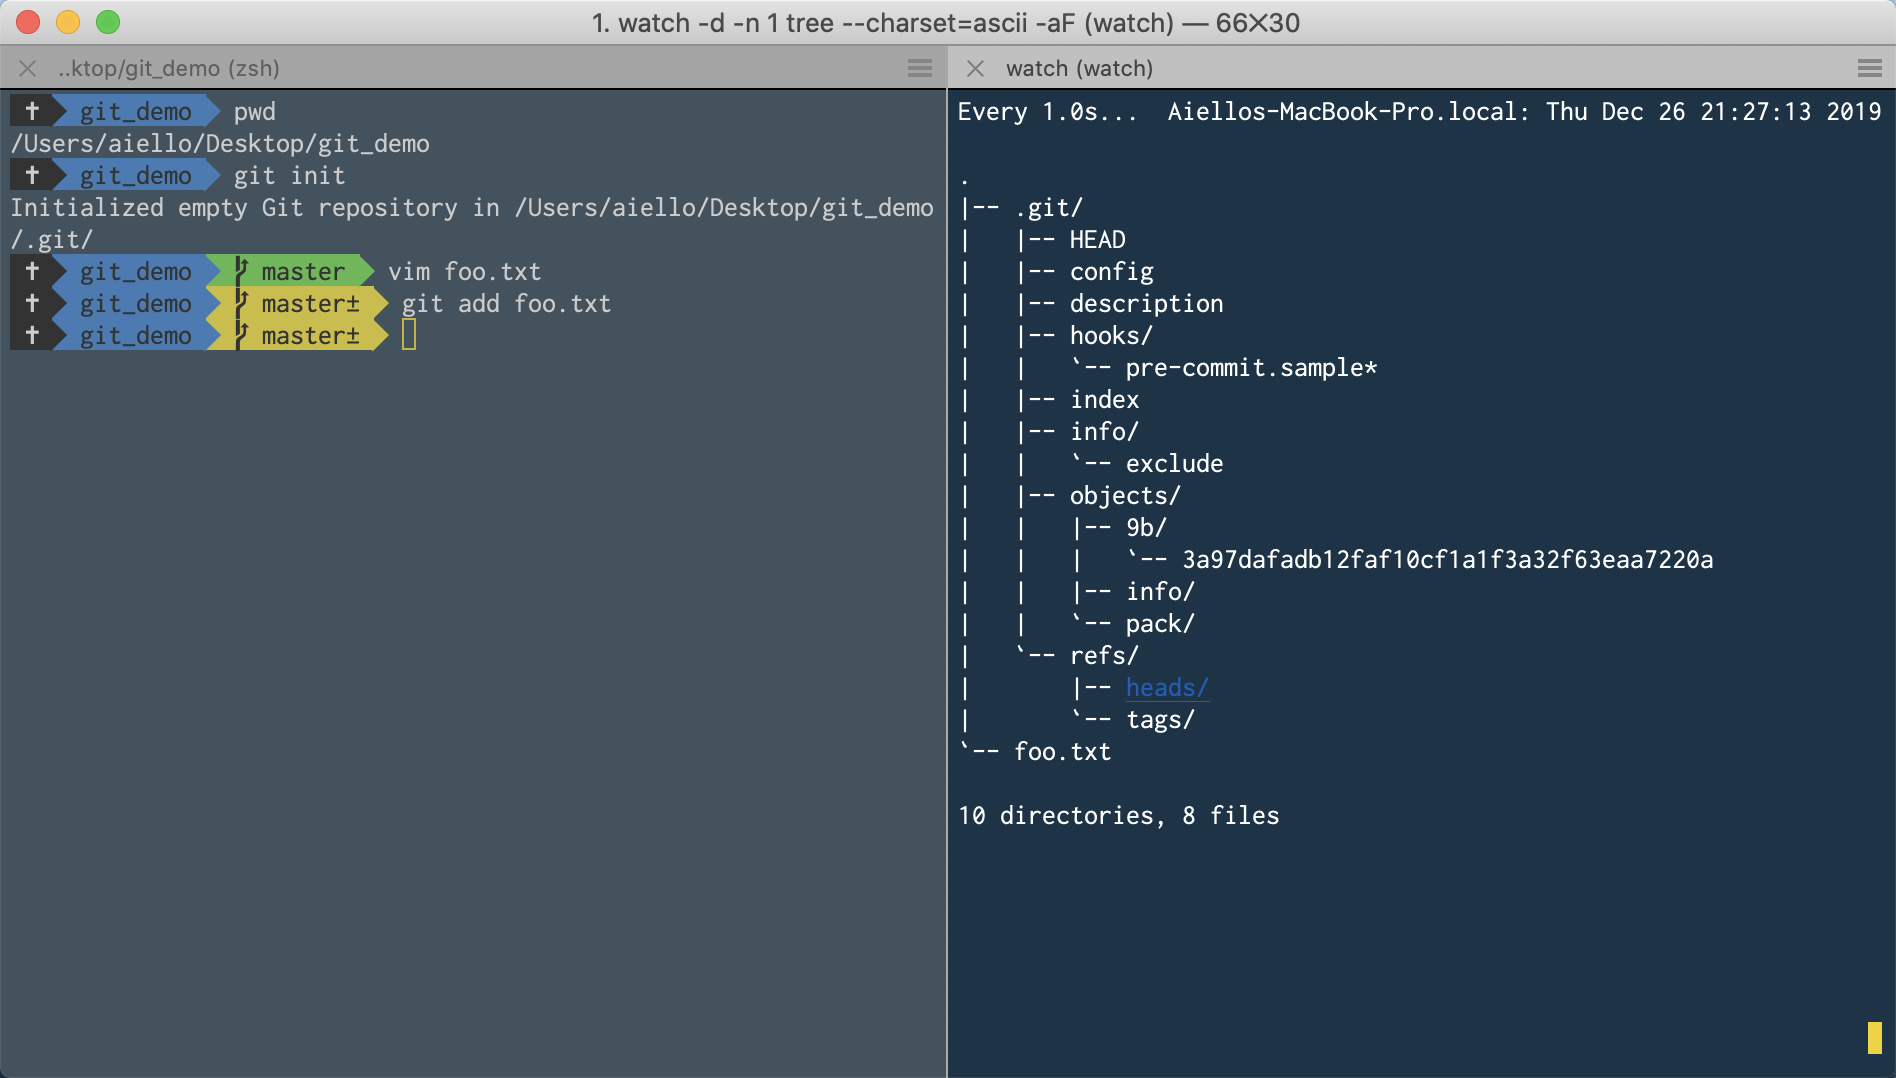 1. watch -d -n 1 tree --charset=ascii -aF (watch) — 66✕30
..ktop/git_demo (zsh)
✝ git_demo pwd
/Users/aiello/Desktop/git_demo
✝ git_demo git init
Initialized empty Git repository in /Users/aiello/Desktop/git_demo
/.git/
✝ git_demo master vim foo.txt
✝ git_demo master± git add foo.txt
✝ git_demo master±
watch (watch)
Every 1.0s...  Aiellos-MacBook-Pro.local: Thu Dec 26 21:27:13 2019
.
|-- .git/
|   |-- HEAD
|   |-- config
|   |-- description
|   |-- hooks/
|   |   `-- pre-commit.sample*
|   |-- index
|   |-- info/
|   |   `-- exclude
|   |-- objects/
|   |   |-- 9b/
|   |   |   `-- 3a97dafadb12faf10cf1a1f3a32f63eaa7220a
|   |   |-- info/
|   |   `-- pack/
|   `-- refs/
|       |-- heads/
|       `-- tags/
`-- foo.txt
10 directories, 8 files